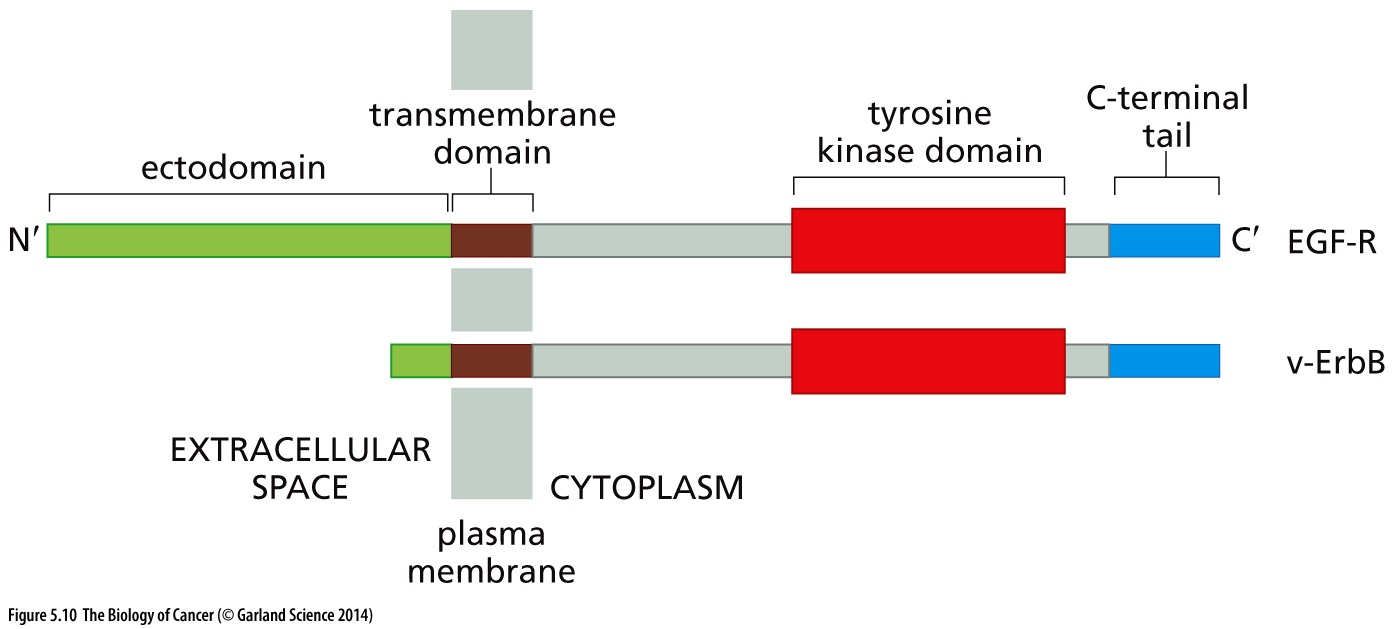 C-terminal
tail
transmembrane
domain
tyrosine
kinase domain
ectodomain
N′
C′
EGF-R
v-ErbB
EXTRACELLULAR
SPACE
CYTOPLASM
plasma
membrane
Figure 5.10 The Biology of Cancer (© Garland Science 2014)